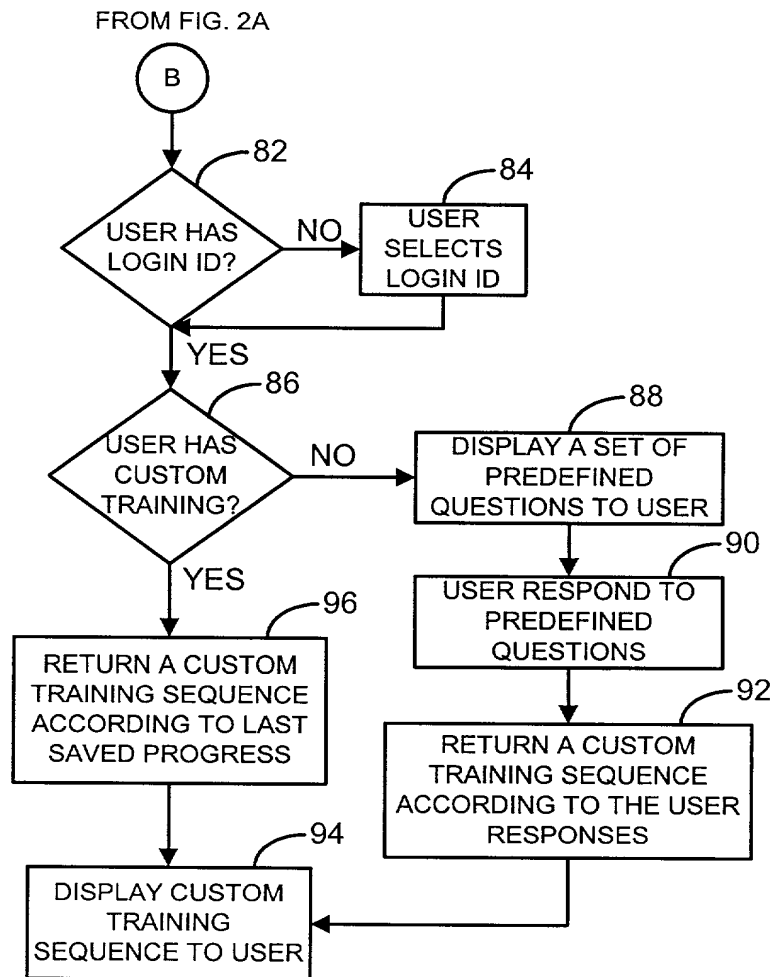 FROM FIG. 2A
B
82
USER HAS
LOGIN ID?
NO
84
USER
SELECTS
LOGIN ID
YES
86
USER HAS
CUSTOM
TRAINING?
NO
88
DISPLAY A SET OF
PREDEFINED
QUESTIONS TO USER
YES
90
USER RESPOND TO
PREDEFINED
QUESTIONS
96
RETURN A CUSTOM
TRAINING SEQUENCE
ACCORDING TO LAST
SAVED PROGRESS
92
RETURN A CUSTOM
TRAINING SEQUENCE
ACCORDING TO THE USER
RESPONSES
94
DISPLAY CUSTOM
TRAINING
SEQUENCE TO USER